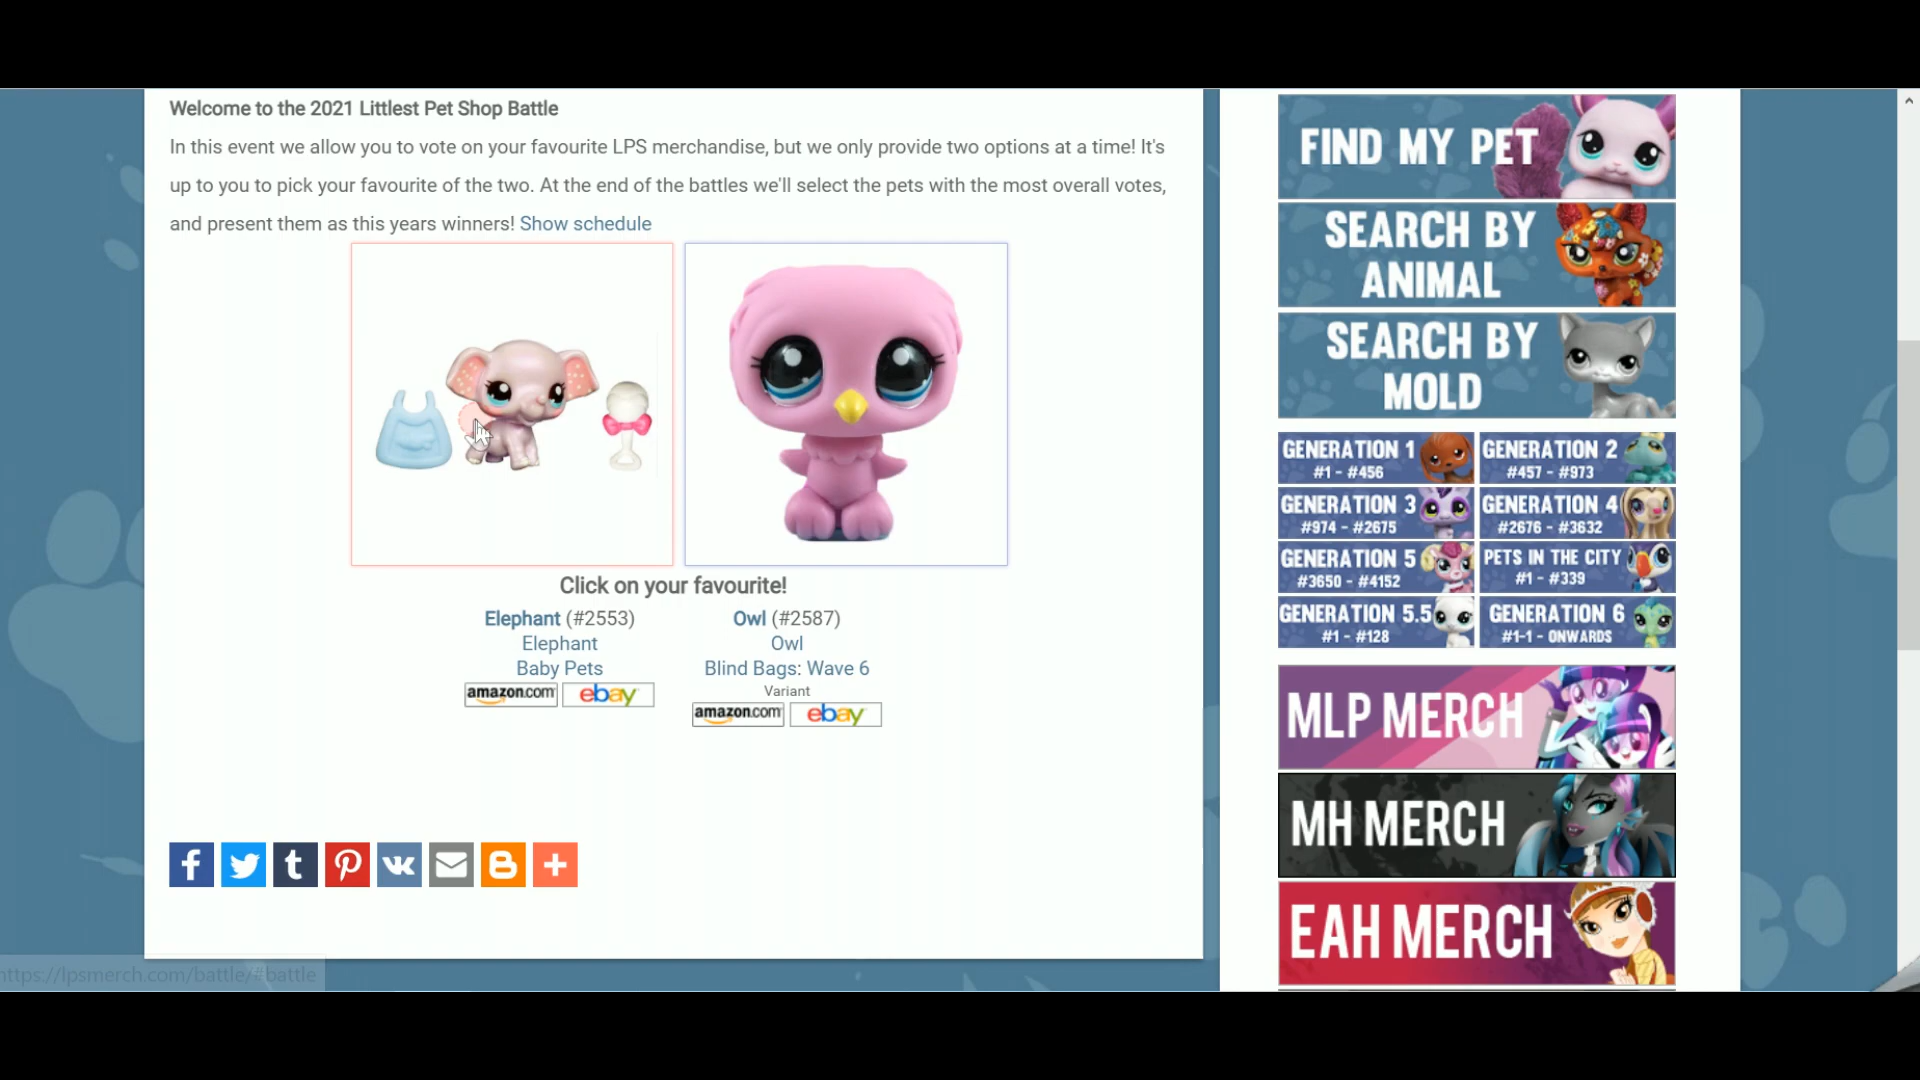 Welcome to the 2021 Littlest Pet Shop Battle
In this event we allow you to vote on your favourite LPS merchandise, but we only provide two options at a time! It's
up to you to pick your favourite of the two. At the end of the battles we'll select the pets with the most overall votes,
and present them as this years winners! Show schedule
Click on your favourite!
Elephant (#2553)
Elephant
Baby Pets
amazon.com ebay
Owl (#2587)
Owl
Blind Bags: Wave 6
Variant
amazon.com ebay
https://lpsmerch.com/battle/#battle
FIND MY PET
SEARCH BY
ANIMAL
SEARCH BY
MOLD
GENERATION 1
#1 - #456
GENERATION 2
#457 - #973
GENERATION 3
#974 - #2675
GENERATION 4
#2676 - #3632
GENERATION 5
#3650 - #4152
PETS IN THE CITY
#1 - #339
GENERATION 5.5
#1 - #128
GENERATION 6
#1-1 - ONWARDS
MLP MERCH
MH MERCH
EAH MERCH